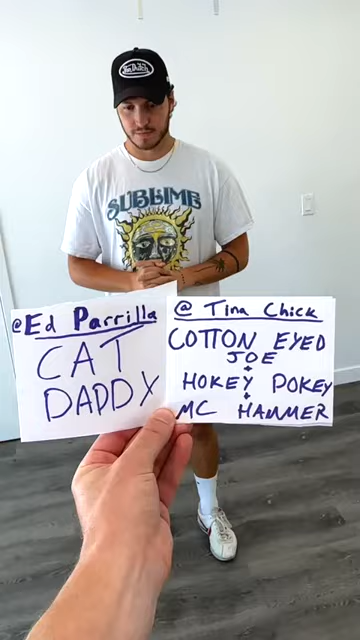 Von Dutch
SUBLIME
@Ed Parrilla
CAT
DADDY
@ Tina Chick
COTTON EYED
JOE
+
HOKEY POKEY
+
MC HAMMER